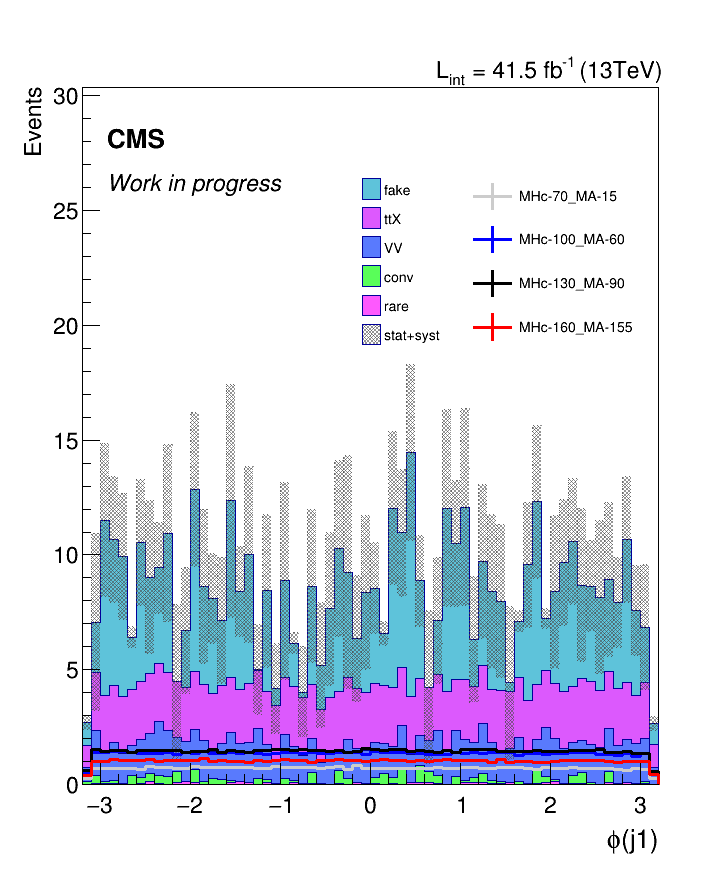 L_int = 41.5 fb^-1 (13TeV)
Events
30
25
20
15
10
5
0
CMS
Work in progress
fake
ttX
VV
conv
rare
stat+syst
MHc-70_MA-15
MHc-100_MA-60
MHc-130_MA-90
MHc-160_MA-155
−3 −2 −1 0 1 2 3
ϕ(j1)